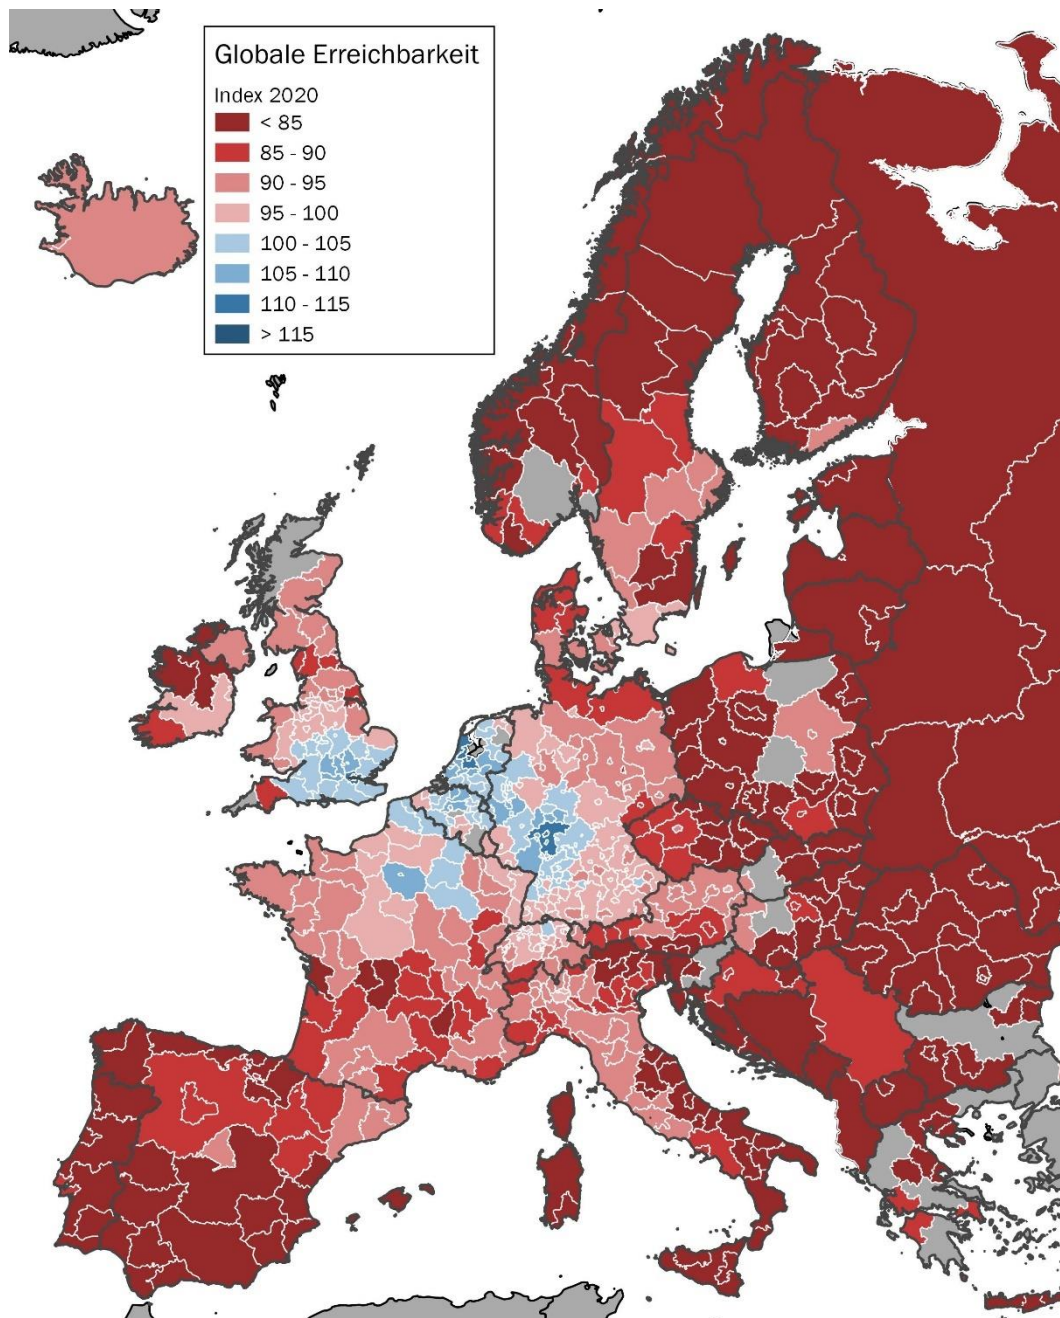 Globale Erreichbarkeit
Index 2020
< 85
85 - 90
90 - 95
95 - 100
100 - 105
105 - 110
110 - 115
> 115